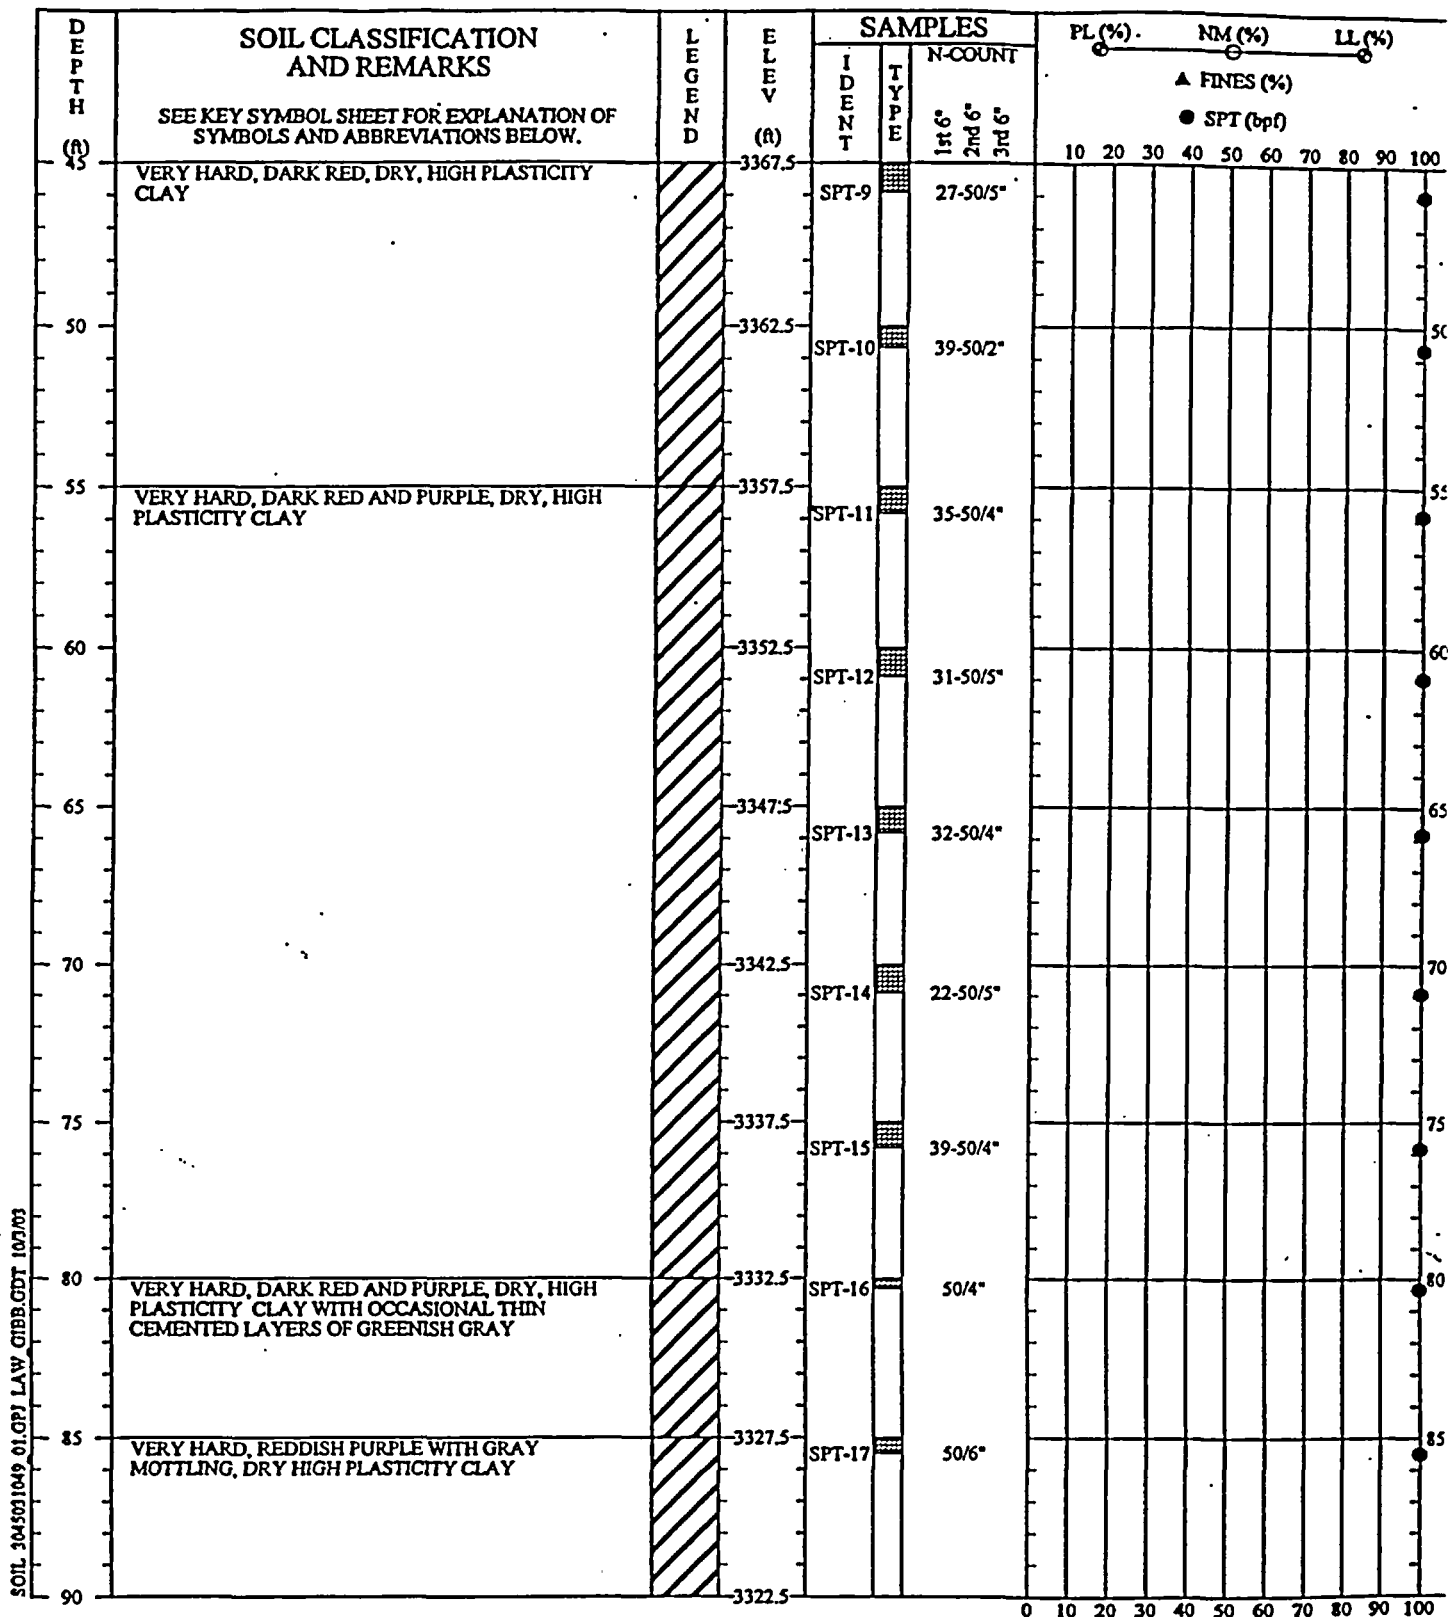 DEPTH
(ft)
SOIL CLASSIFICATION
AND REMARKS
SEE KEY SYMBOL SHEET FOR EXPLANATION OF
SYMBOLS AND ABBREVIATIONS BELOW.
LEGEND
ELEV
(ft)
SAMPLES
IDENT
TYPE
N-COUNT
1st 6"
2nd 6"
3rd 6"
PL (%) NM (%) LL (%)
▲ FINES (%)
● SPT (bpf)
10 20 30 40 50 60 70 80 90 100
45
VERY HARD, DARK RED, DRY, HIGH PLASTICITY
CLAY
3367.5
SPT-9
27-50/5"
50
3362.5
SPT-10
39-50/2"
50
55
VERY HARD, DARK RED AND PURPLE, DRY, HIGH
PLASTICITY CLAY
3357.5
SPT-11
35-50/4"
55
60
3352.5
SPT-12
31-50/5"
60
65
3347.5
SPT-13
32-50/4"
65
70
3342.5
SPT-14
22-50/5"
70
75
3337.5
SPT-15
39-50/4"
75
80
VERY HARD, DARK RED AND PURPLE, DRY, HIGH
PLASTICITY CLAY WITH OCCASIONAL THIN
CEMENTED LAYERS OF GREENISH GRAY
3332.5
SPT-16
50/4"
80
85
VERY HARD, REDDISH PURPLE WITH GRAY
MOTTLING, DRY HIGH PLASTICITY CLAY
3327.5
SPT-17
50/6"
85
90
3322.5
0 10 20 30 40 50 60 70 80 90 100
SOIL 3045031049 01.GPJ LAW_GIBB.GDT 10/3/03